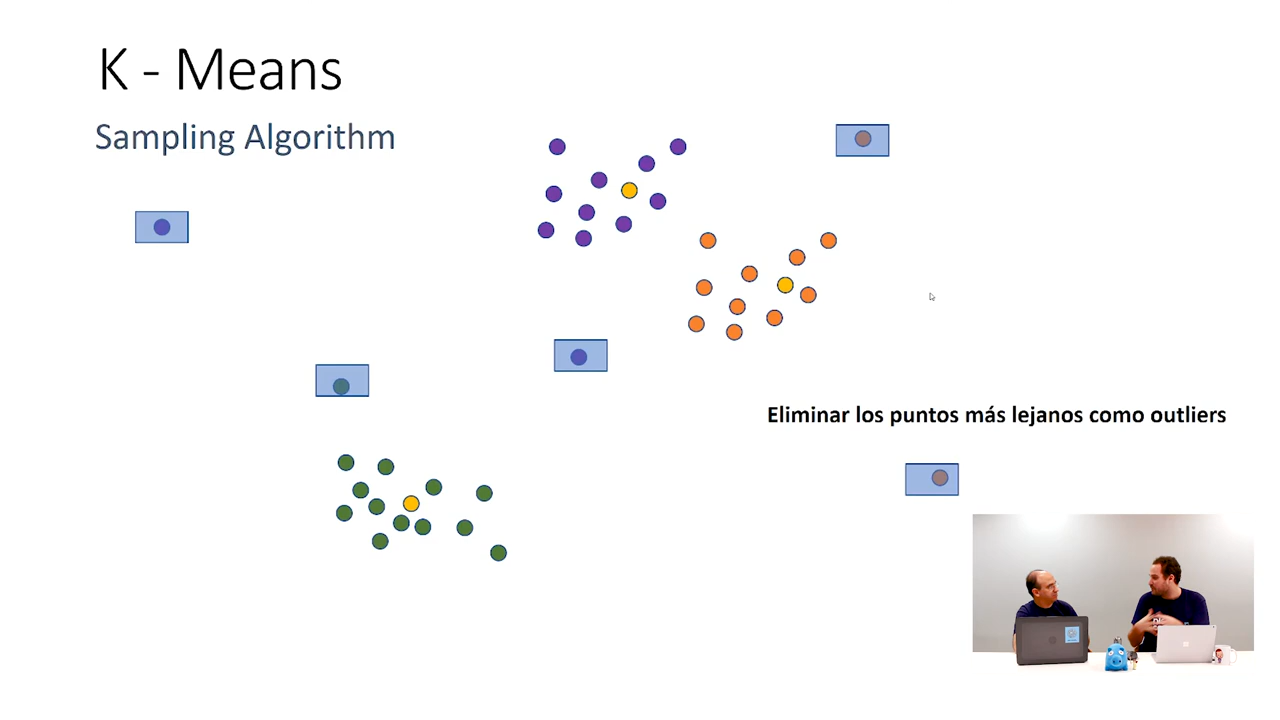 K - Means
Sampling Algorithm
Eliminar los puntos más lejanos como outliers